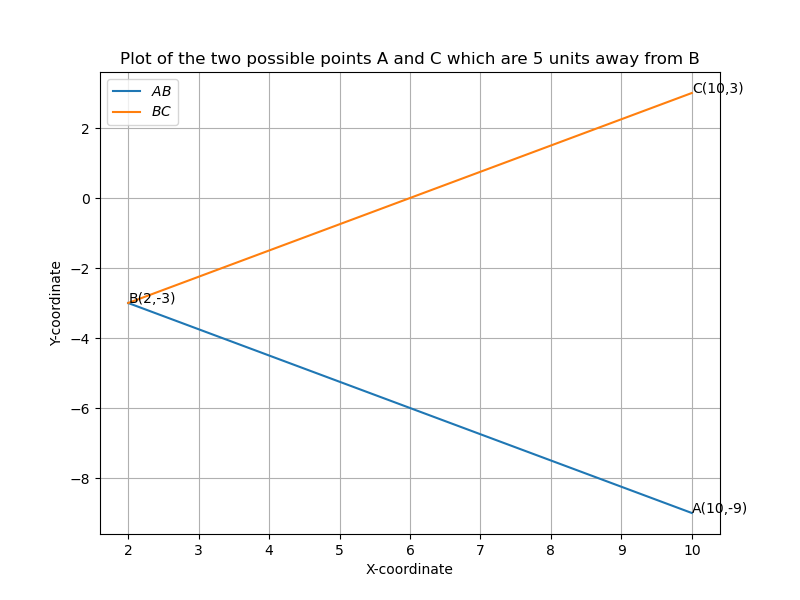 Plot of the two possible points A and C which are 5 units away from B
AB
BC
C(10,3)
B(2,-3)
A(10,-9)
2
0
−2
−4
−6
−8
Y-coordinate
2 3 4 5 6 7 8 9 10
X-coordinate